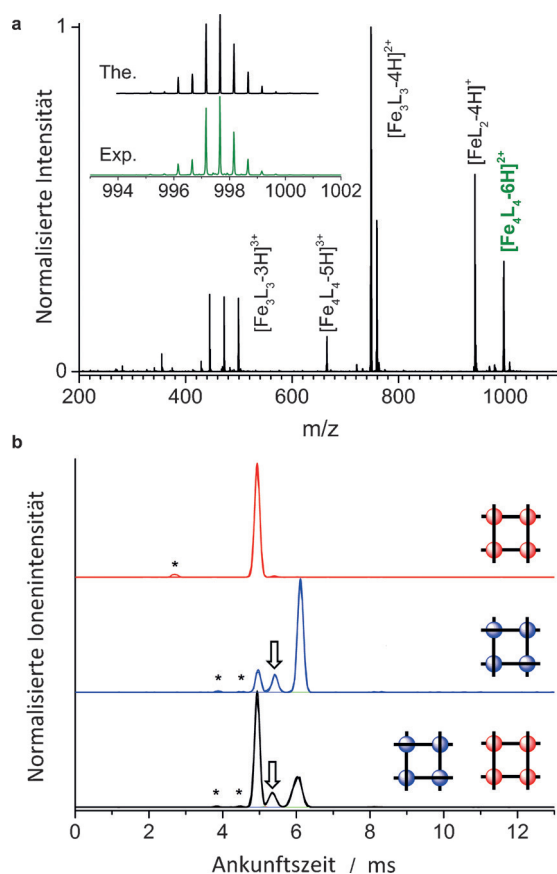 a
Normalisierte Intensität
1
0
The.
Exp.
994 996 998 1000 1002
[Fe₃L₃-3H]³⁺
[Fe₄L₄-5H]³⁺
[Fe₃L₃-4H]²⁺
[FeL₂-4H]⁺
[Fe₄L₄-6H]²⁺
200 400 600 800 1000
m/z
b
Normalisierte Ionenintensität
*
* *
* *
0 2 4 6 8 10 12
Ankunftszeit / ms